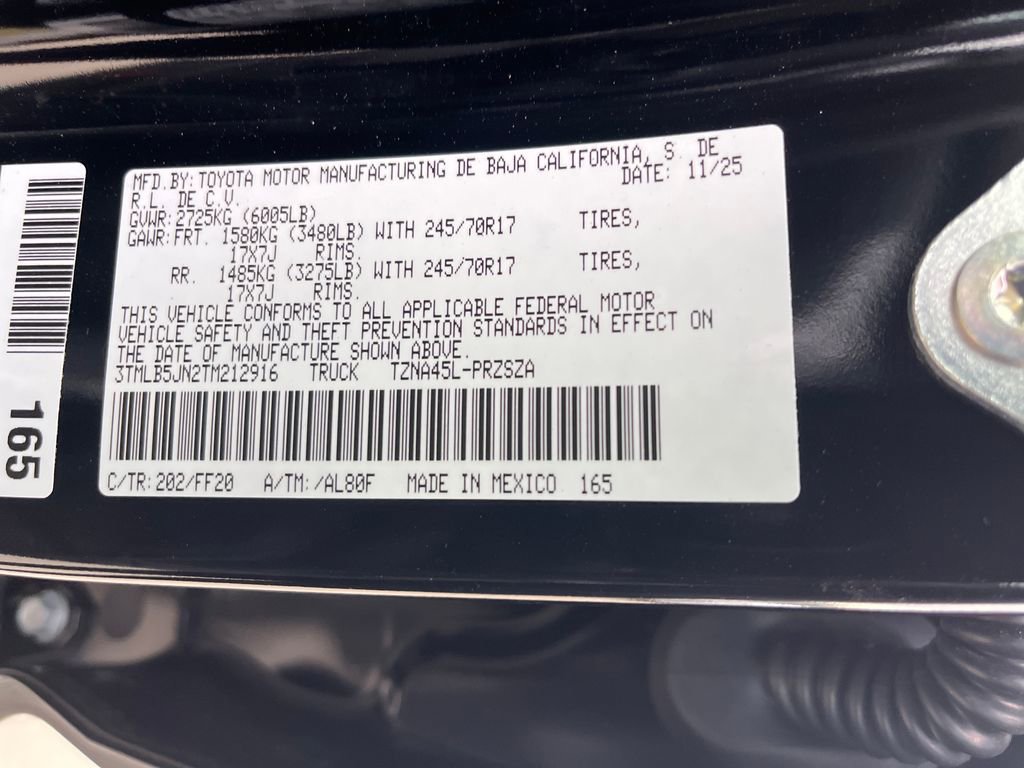 MFD.BY: TOYOTA MOTOR MANUFACTURING DE BAJA CALIFORNIA, S. DE
R.L. DE C.V. DATE: 11/25
GVWR: 2725KG (6005LB)
GAWR: FRT. 1580KG (3480LB) WITH 245/70R17 TIRES,
17X7J RIMS.
RR. 1485KG (3275LB) WITH 245/70R17 TIRES,
17X7J RIMS.
THIS VEHICLE CONFORMS TO ALL APPLICABLE FEDERAL MOTOR
VEHICLE SAFETY AND THEFT PREVENTION STANDARDS IN EFFECT ON
THE DATE OF MANUFACTURE SHOWN ABOVE.
3TMLB5JN2TM212916 TRUCK TZNA45L-PRZSZA
C/TR: 202/FF20 A/TM: /AL80F MADE IN MEXICO 165
165